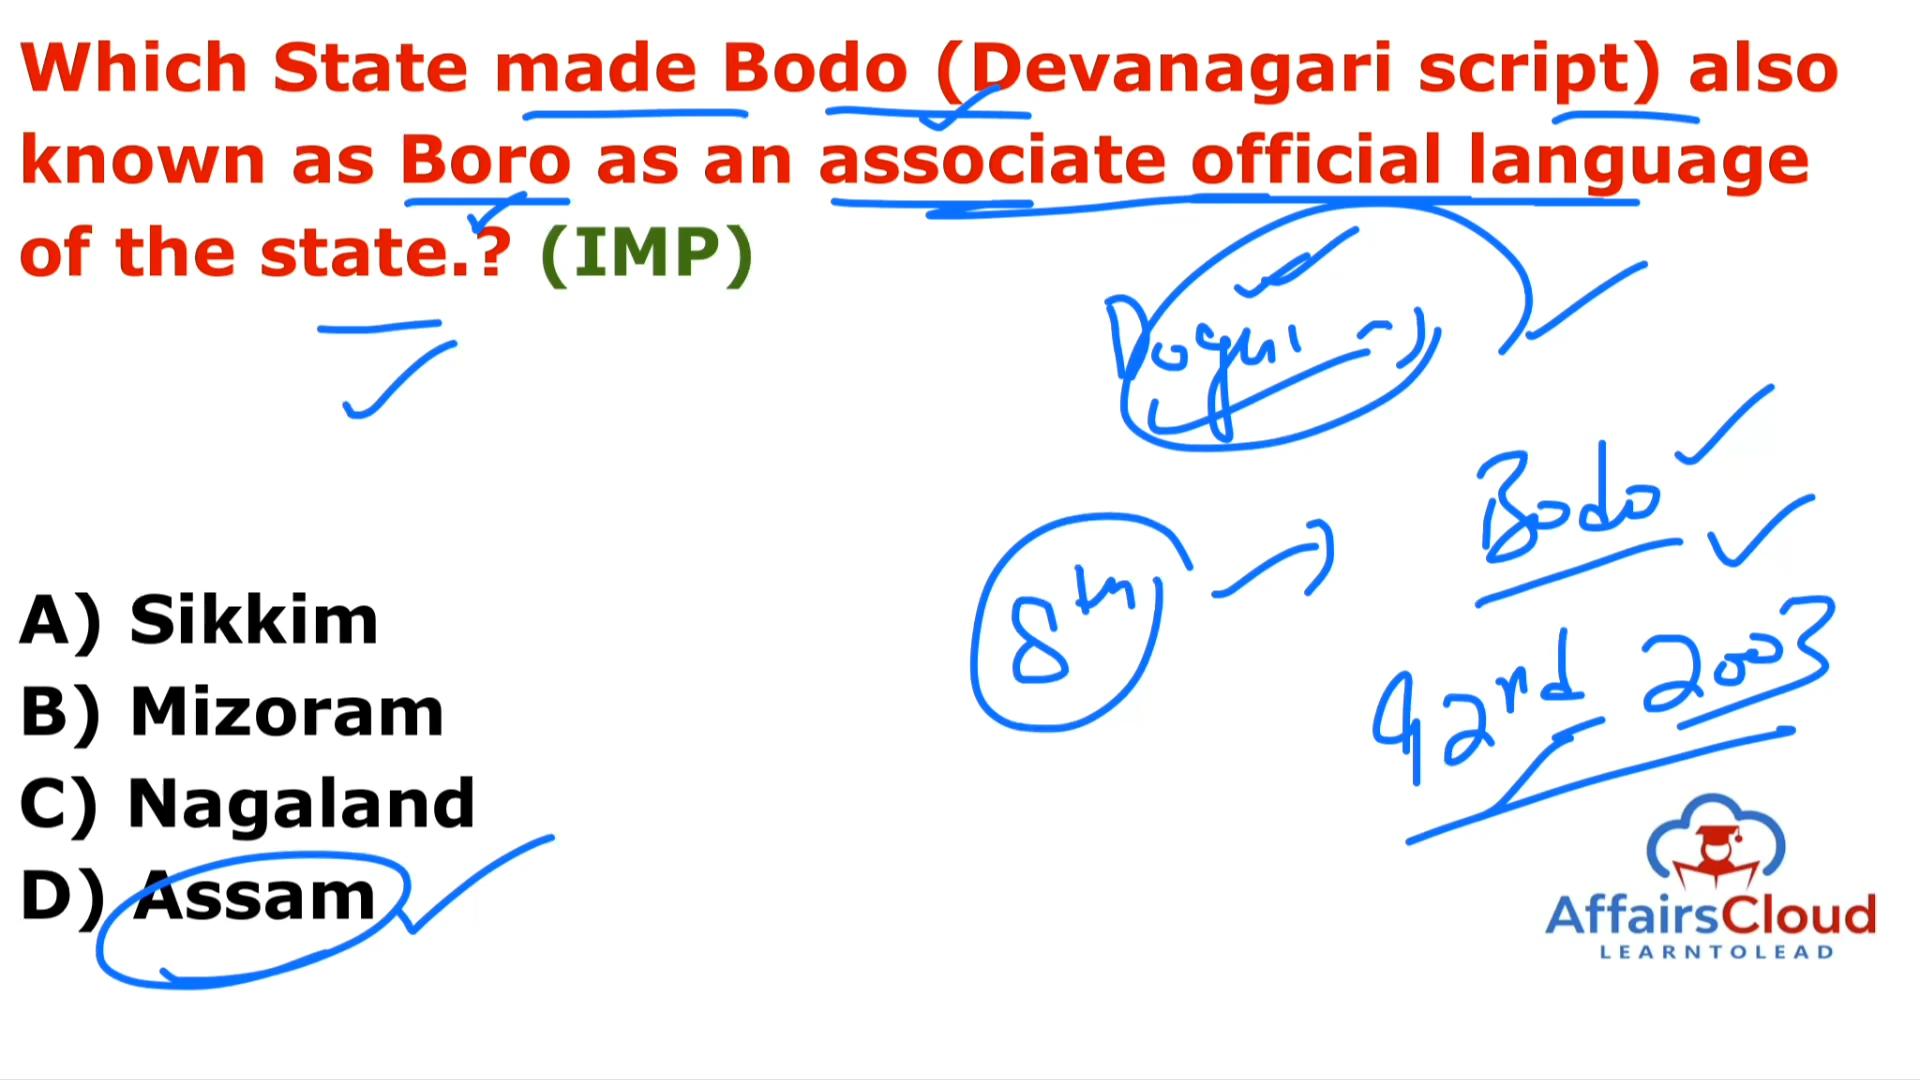 Which State made Bodo (Devanagari script) also
known as Boro as an associate official language
of the state.? (IMP)
Dogri
Bodo
8th
92nd 2003
A) Sikkim
B) Mizoram
C) Nagaland
D) Assam
AffairsCloud
LEARNTOLEAD